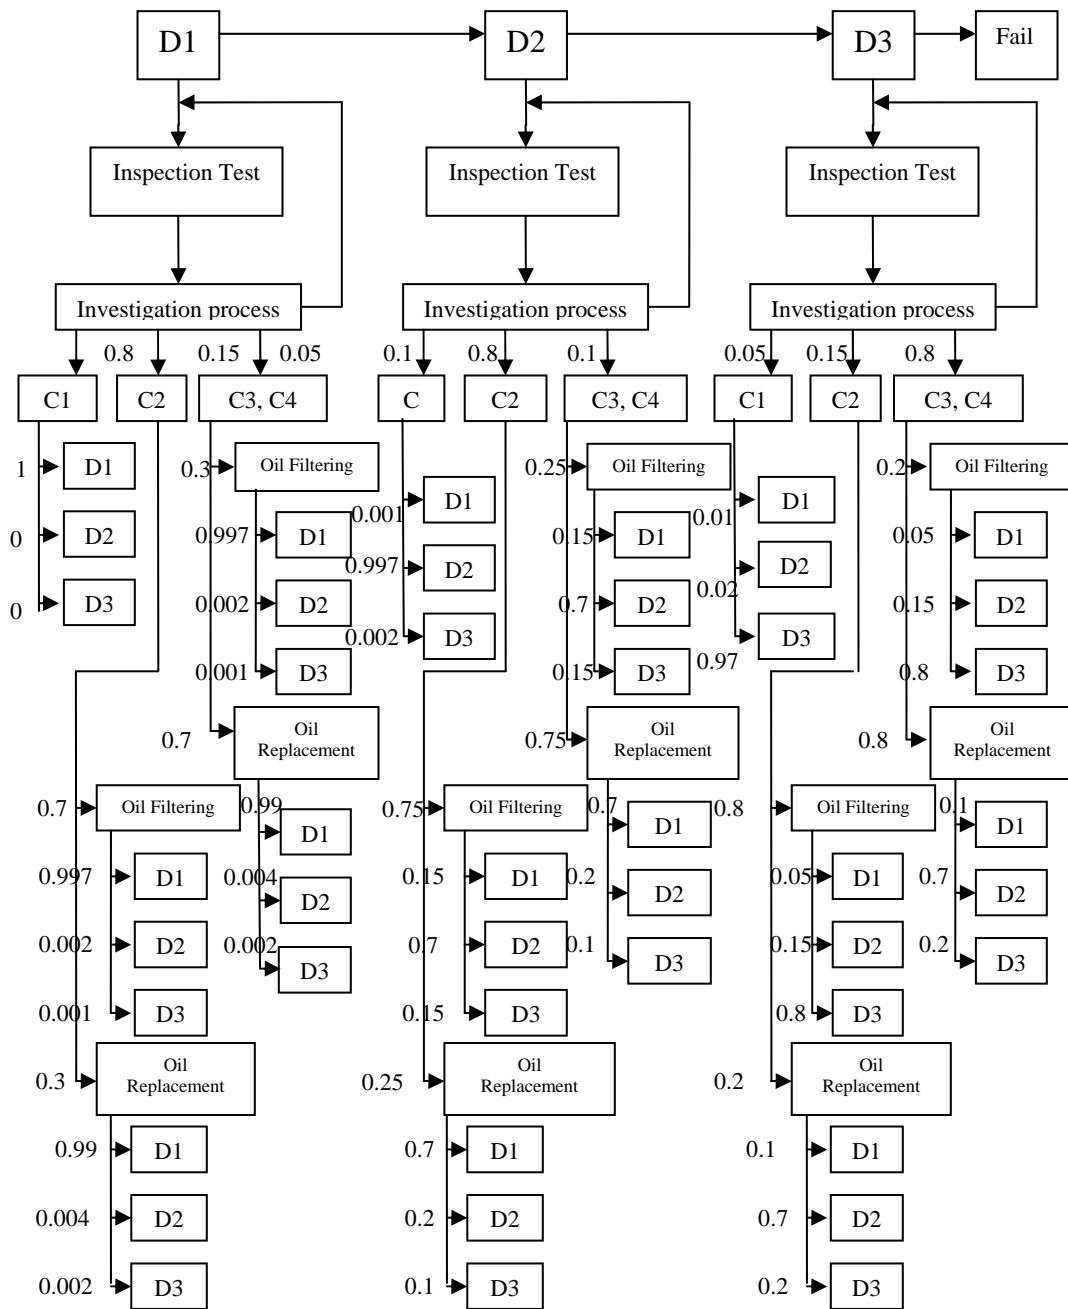 D1 D2 D3 Fail
Inspection Test Inspection Test Inspection Test
Investigation process Investigation process Investigation process
0.8 0.15 0.05 0.1 0.8 0.1 0.05 0.15 0.8
C1 C2 C3, C4 C C2 C3, C4 C1 C2 C3, C4
1 D1 0.3 Oil Filtering 0.25 Oil Filtering 0.2 Oil Filtering
0.001 D1 0.01 D1
0 D2 0.997 D1 0.15 D1 0.05 D1
0.997 D2 0.02 D2
0 D3 0.002 D2 0.7 D2 0.15 D2
0.002 D3 0.97 D3
0.001 D3 0.15 D3 0.8 D3
0.7 Oil 0.75 Oil 0.8 Oil
Replacement Replacement Replacement
0.7 Oil Filtering 0.99 D1 0.75 Oil Filtering 0.7 D1 0.8 Oil Filtering 0.1 D1
0.997 D1 0.004 D2 0.15 D1 0.2 D2 0.05 D1 0.7 D2
0.002 D2 0.002 D3 0.7 D2 0.1 D3 0.15 D2 0.2 D3
0.001 D3 0.15 D3 0.8 D3
0.3 Oil 0.25 Oil 0.2 Oil
Replacement Replacement Replacement
0.99 D1 0.7 D1 0.1 D1
0.004 D2 0.2 D2 0.7 D2
0.002 D3 0.1 D3 0.2 D3